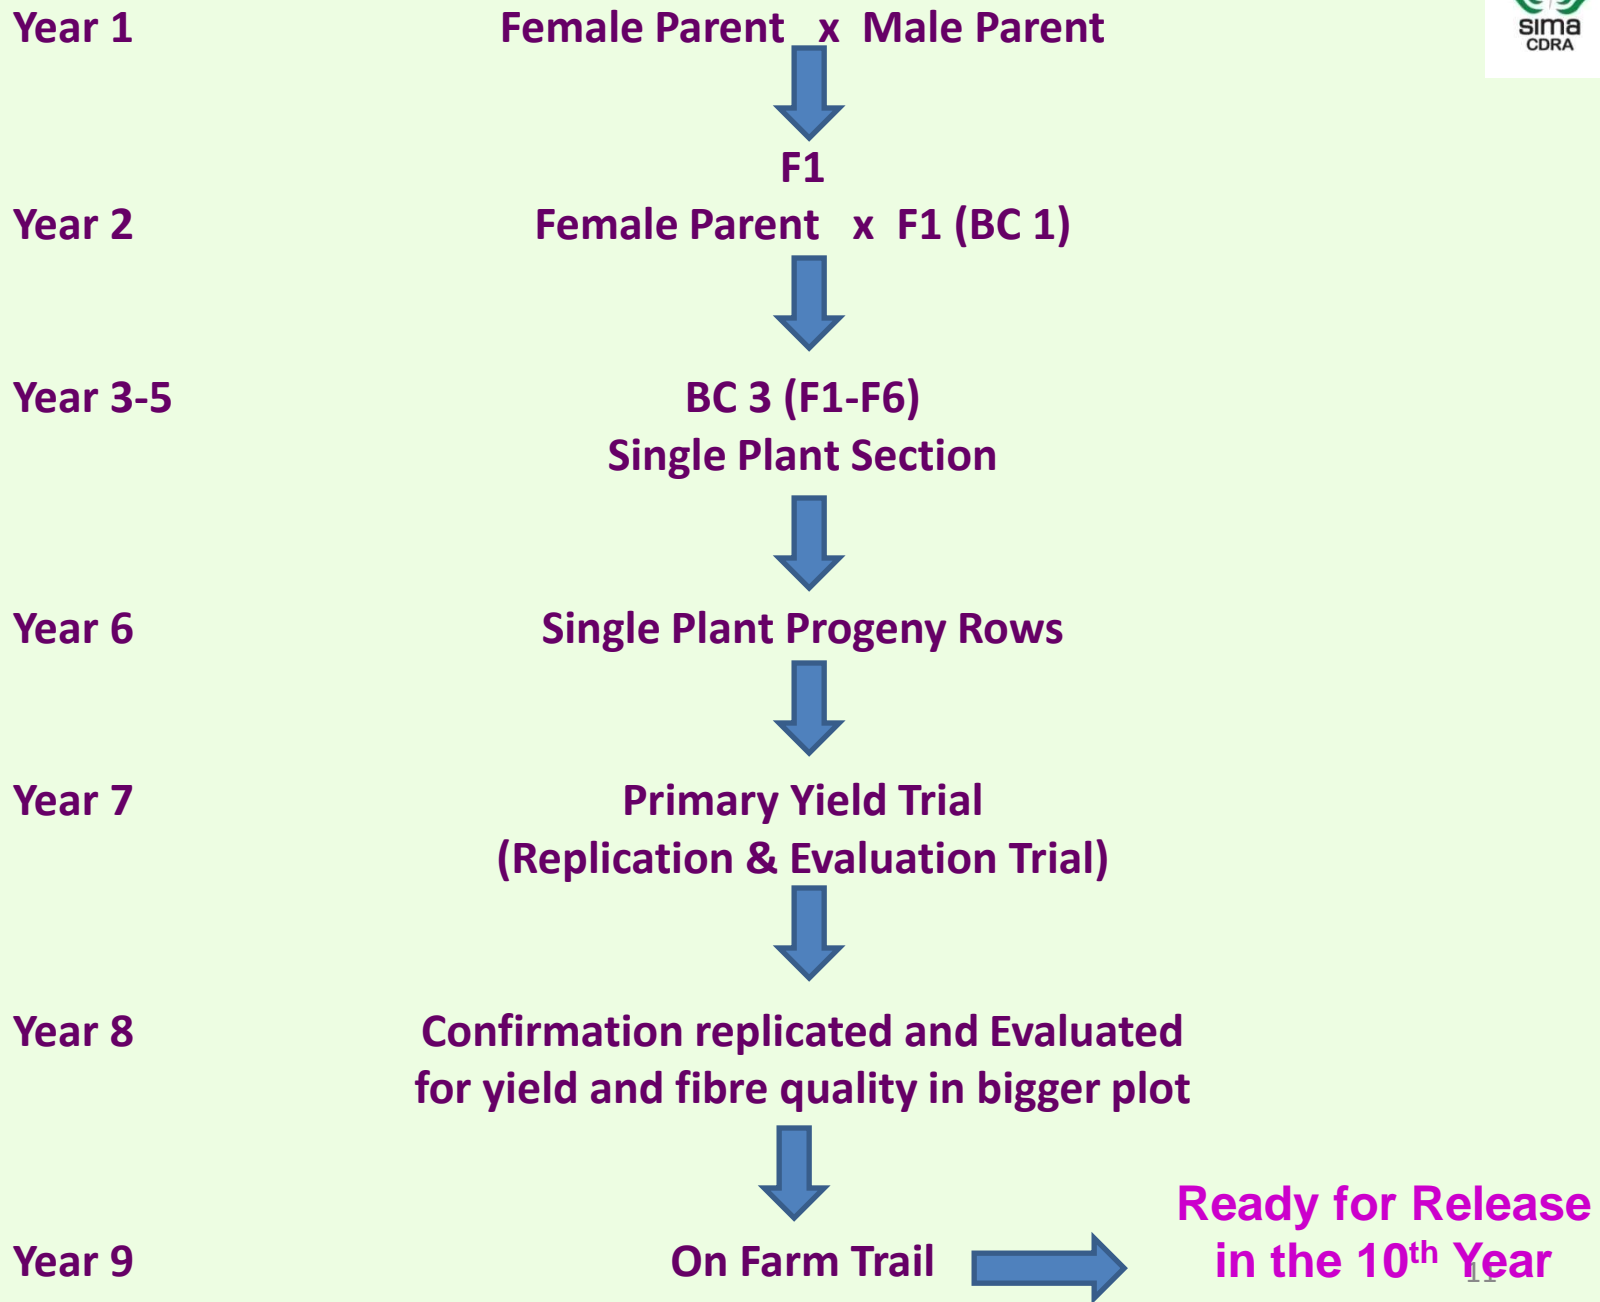 sima
CDRA
Year 1 Female Parent x Male Parent
F1
Year 2 Female Parent x F1 (BC 1)
Year 3-5 BC 3 (F1-F6)
Single Plant Section
Year 6 Single Plant Progeny Rows
Year 7 Primary Yield Trial
(Replication & Evaluation Trial)
Year 8 Confirmation replicated and Evaluated
for yield and fibre quality in bigger plot
Year 9 On Farm Trail
Ready for Release
in the 10th Year
11